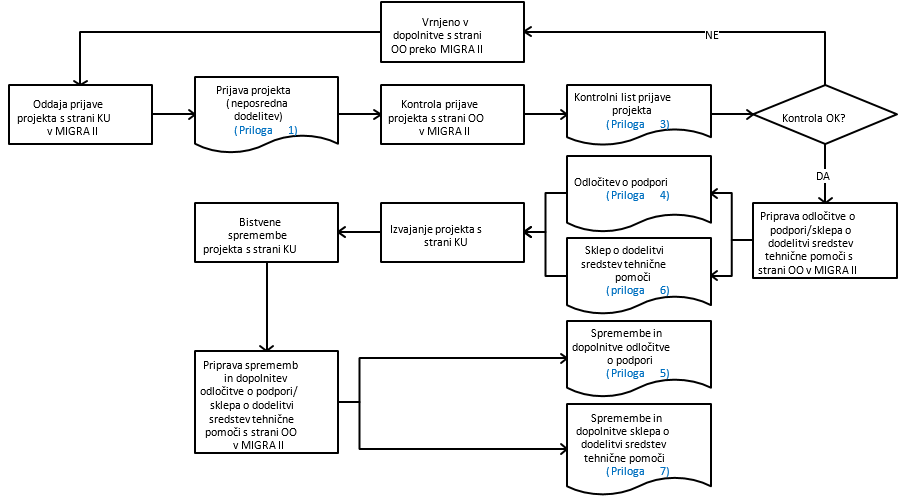 Vrnjeno v
dopolnitve s strani
OO preko MIGRA II
NE
Oddaja prijave
projekta s strani KU
v MIGRA II
Prijava projekta
(neposredna
dodelitev)
(Priloga 1)
Kontrola prijave
projekta s strani OO
v MIGRA II
Kontrolni list prijave
projekta
(Priloga 3)
Kontrola OK?
DA
Priprava odločitve o
podpori/sklepa o
dodelitvi sredstev
tehnične pomoči s
strani OO v MIGRA II
Odločitev o podpori
(Priloga 4)
Sklep o dodelitvi
sredstev tehnične
pomoči
(priloga 6)
Izvajanje projekta s
strani KU
Bistvene
spremembe
projekta s strani KU
Priprava sprememb
in dopolnitev
odločitve o podpori/
sklepa o dodelitvi
sredstev tehnične
pomoči s strani OO
v MIGRA II
Spremembe in
dopolnitve odločitve
o podpori
(Priloga 5)
Spremembe in
dopolnitve sklepa o
dodelitvi sredstev
tehnične pomoči
(Priloga 7)